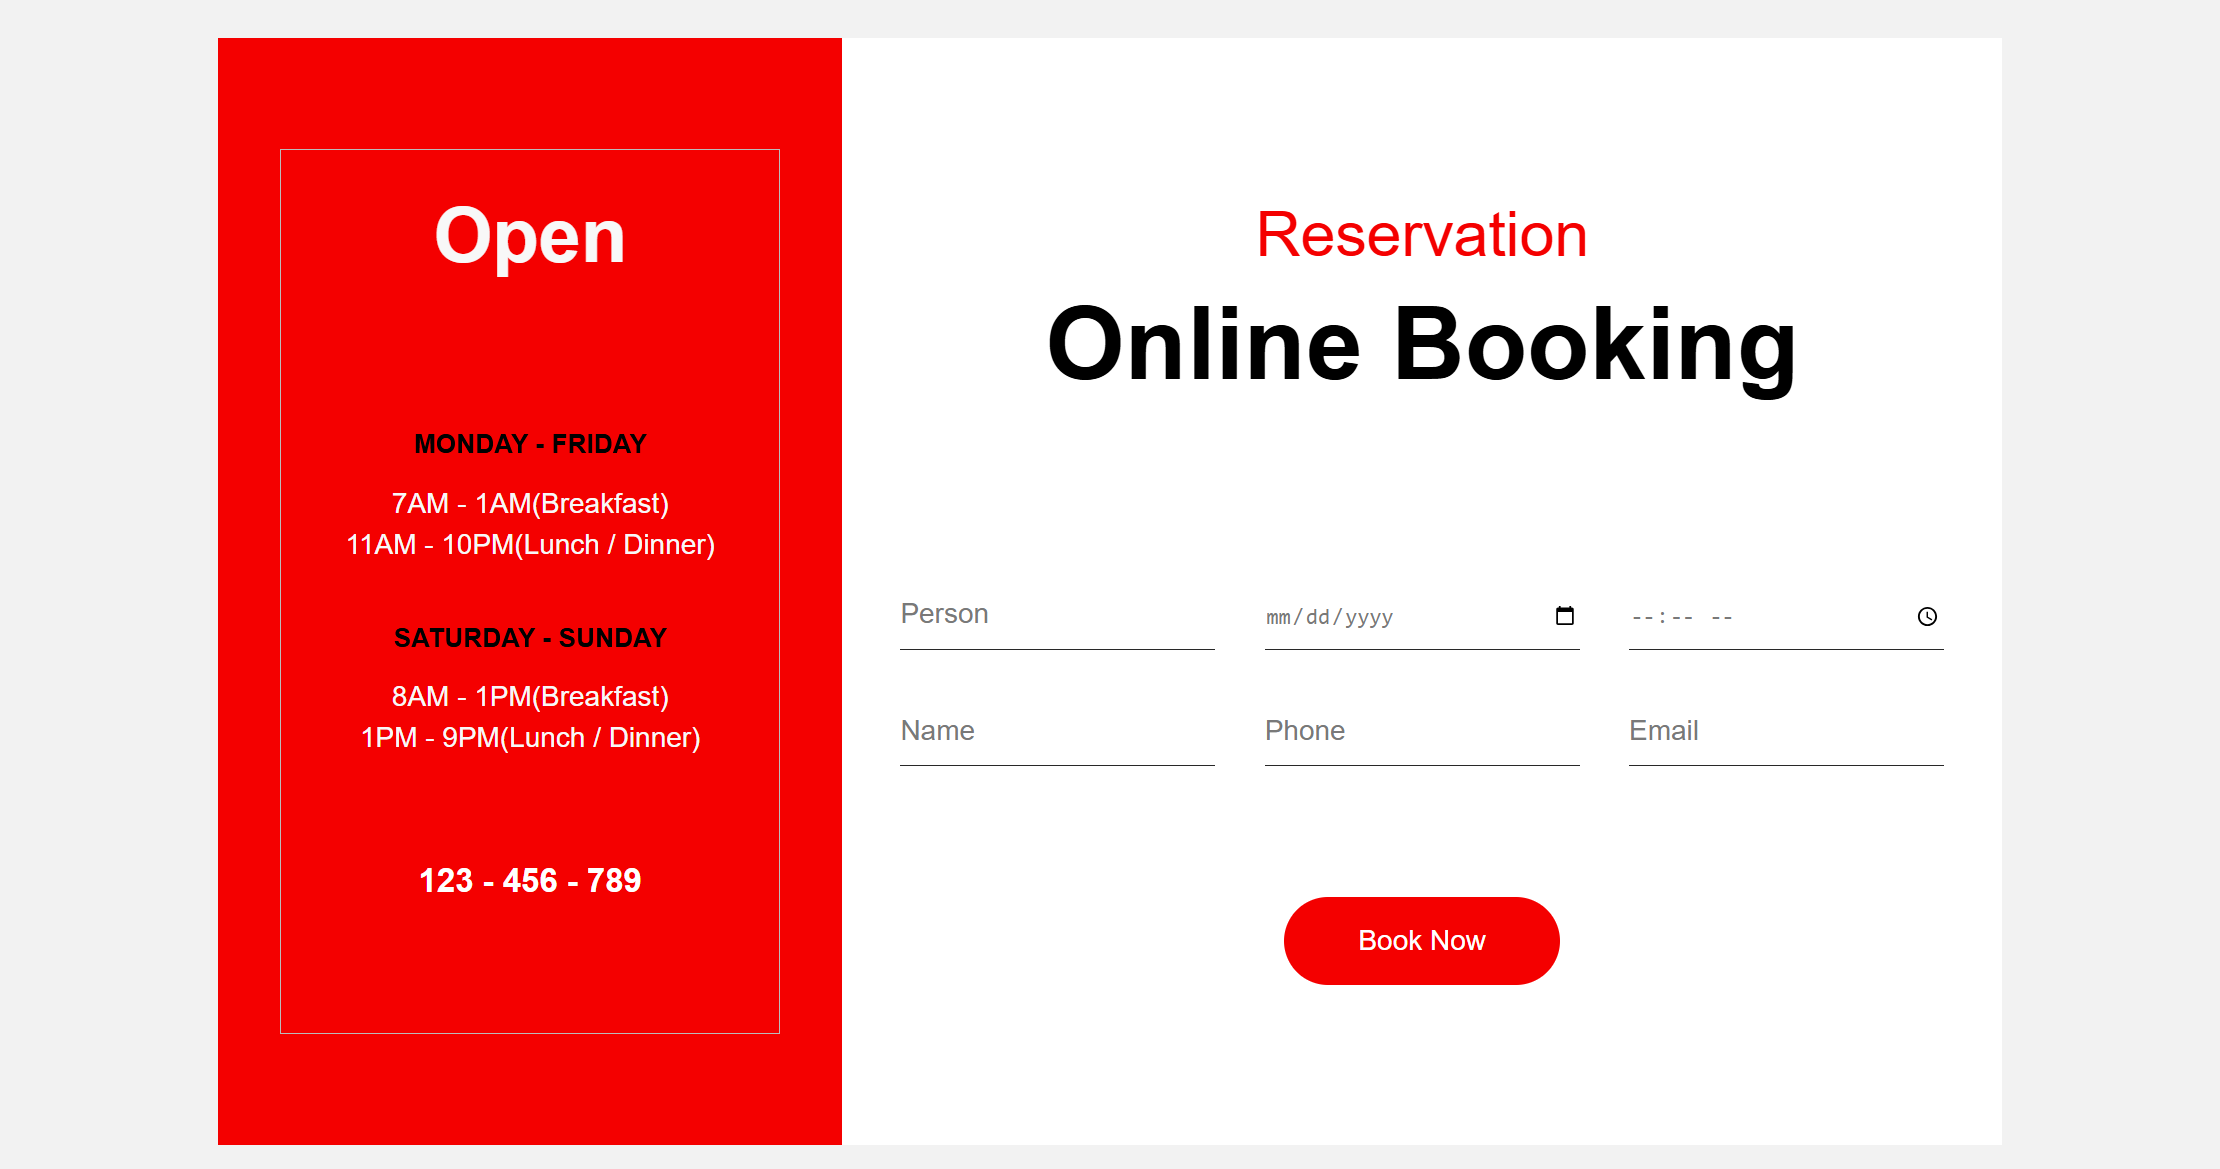 Open
MONDAY - FRIDAY
7AM - 1AM(Breakfast)
11AM - 10PM(Lunch / Dinner)
SATURDAY - SUNDAY
8AM - 1PM(Breakfast)
1PM - 9PM(Lunch / Dinner)
123 - 456 - 789
Reservation
Online Booking
Person
mm/dd/yyyy
--:-- --
Name
Phone
Email
Book Now